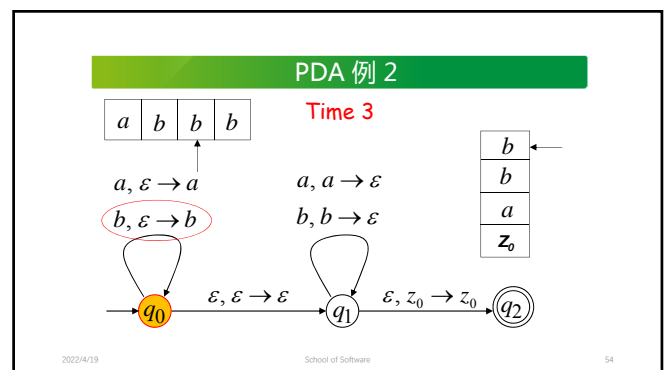 PDA 例 2
Time 3
a b b b
a, ε → a
b, ε → b
a, a → ε
b, b → ε
b
b
a
z₀
ε, ε → ε
ε, z₀ → z₀
q₀
q₁
q₂
2022/4/19
School of Software
54